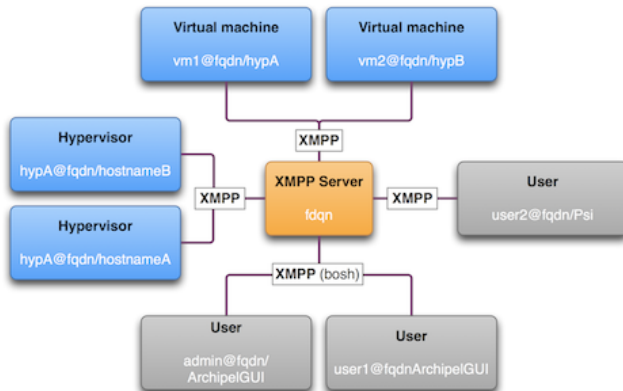 Virtual machine
vm1@fqdn/hypA
Virtual machine
vm2@fqdn/hypB
XMPP
Hypervisor
hypA@fqdn/hostnameB
XMPP Server
fdqn
User
user2@fqdn/Psi
XMPP
XMPP
Hypervisor
hypA@fqdn/hostnameA
XMPP (bosh)
User
admin@fqdn/
ArchipelGUI
User
user1@fqdnArchipelGUI